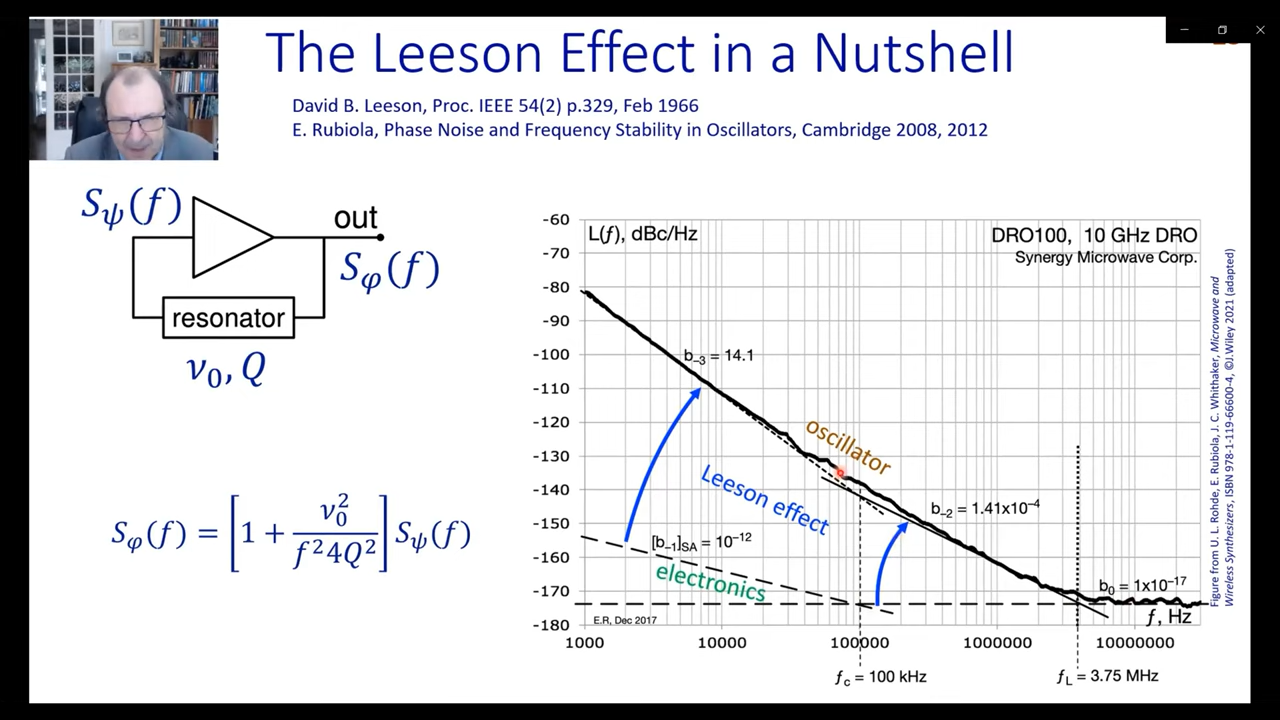 The Leeson Effect in a Nutshell
David B. Leeson, Proc. IEEE 54(2) p.329, Feb 1966
E. Rubiola, Phase Noise and Frequency Stability in Oscillators, Cambridge 2008, 2012
Sψ(f)
out
Sφ(f)
resonator
ν₀, Q
Sφ(f) = [1 + ν₀²/(f²4Q²)] Sψ(f)
L(f), dBc/Hz
DRO100, 10 GHz DRO
Synergy Microwave Corp.
-60
-70
-80
-90
-100
-110
-120
-130
-140
-150
-160
-170
-180
b₋₃ = 14.1
oscillator
Leeson effect
b₋₂ = 1.41x10⁻⁴
[b₋₁]SA = 10⁻¹²
electronics
b₀ = 1x10⁻¹⁷
f, Hz
E.R, Dec 2017
1000 10000 100000 1000000 10000000
fc = 100 kHz
fL = 3.75 MHz
Figure from U. L. Rohde, E. Rubiola, J. C. Whithaker, Microwave and
Wireless Synthesizers, ISBN 978-1-119-66600-4, ©J.Wiley 2021 (adapted)